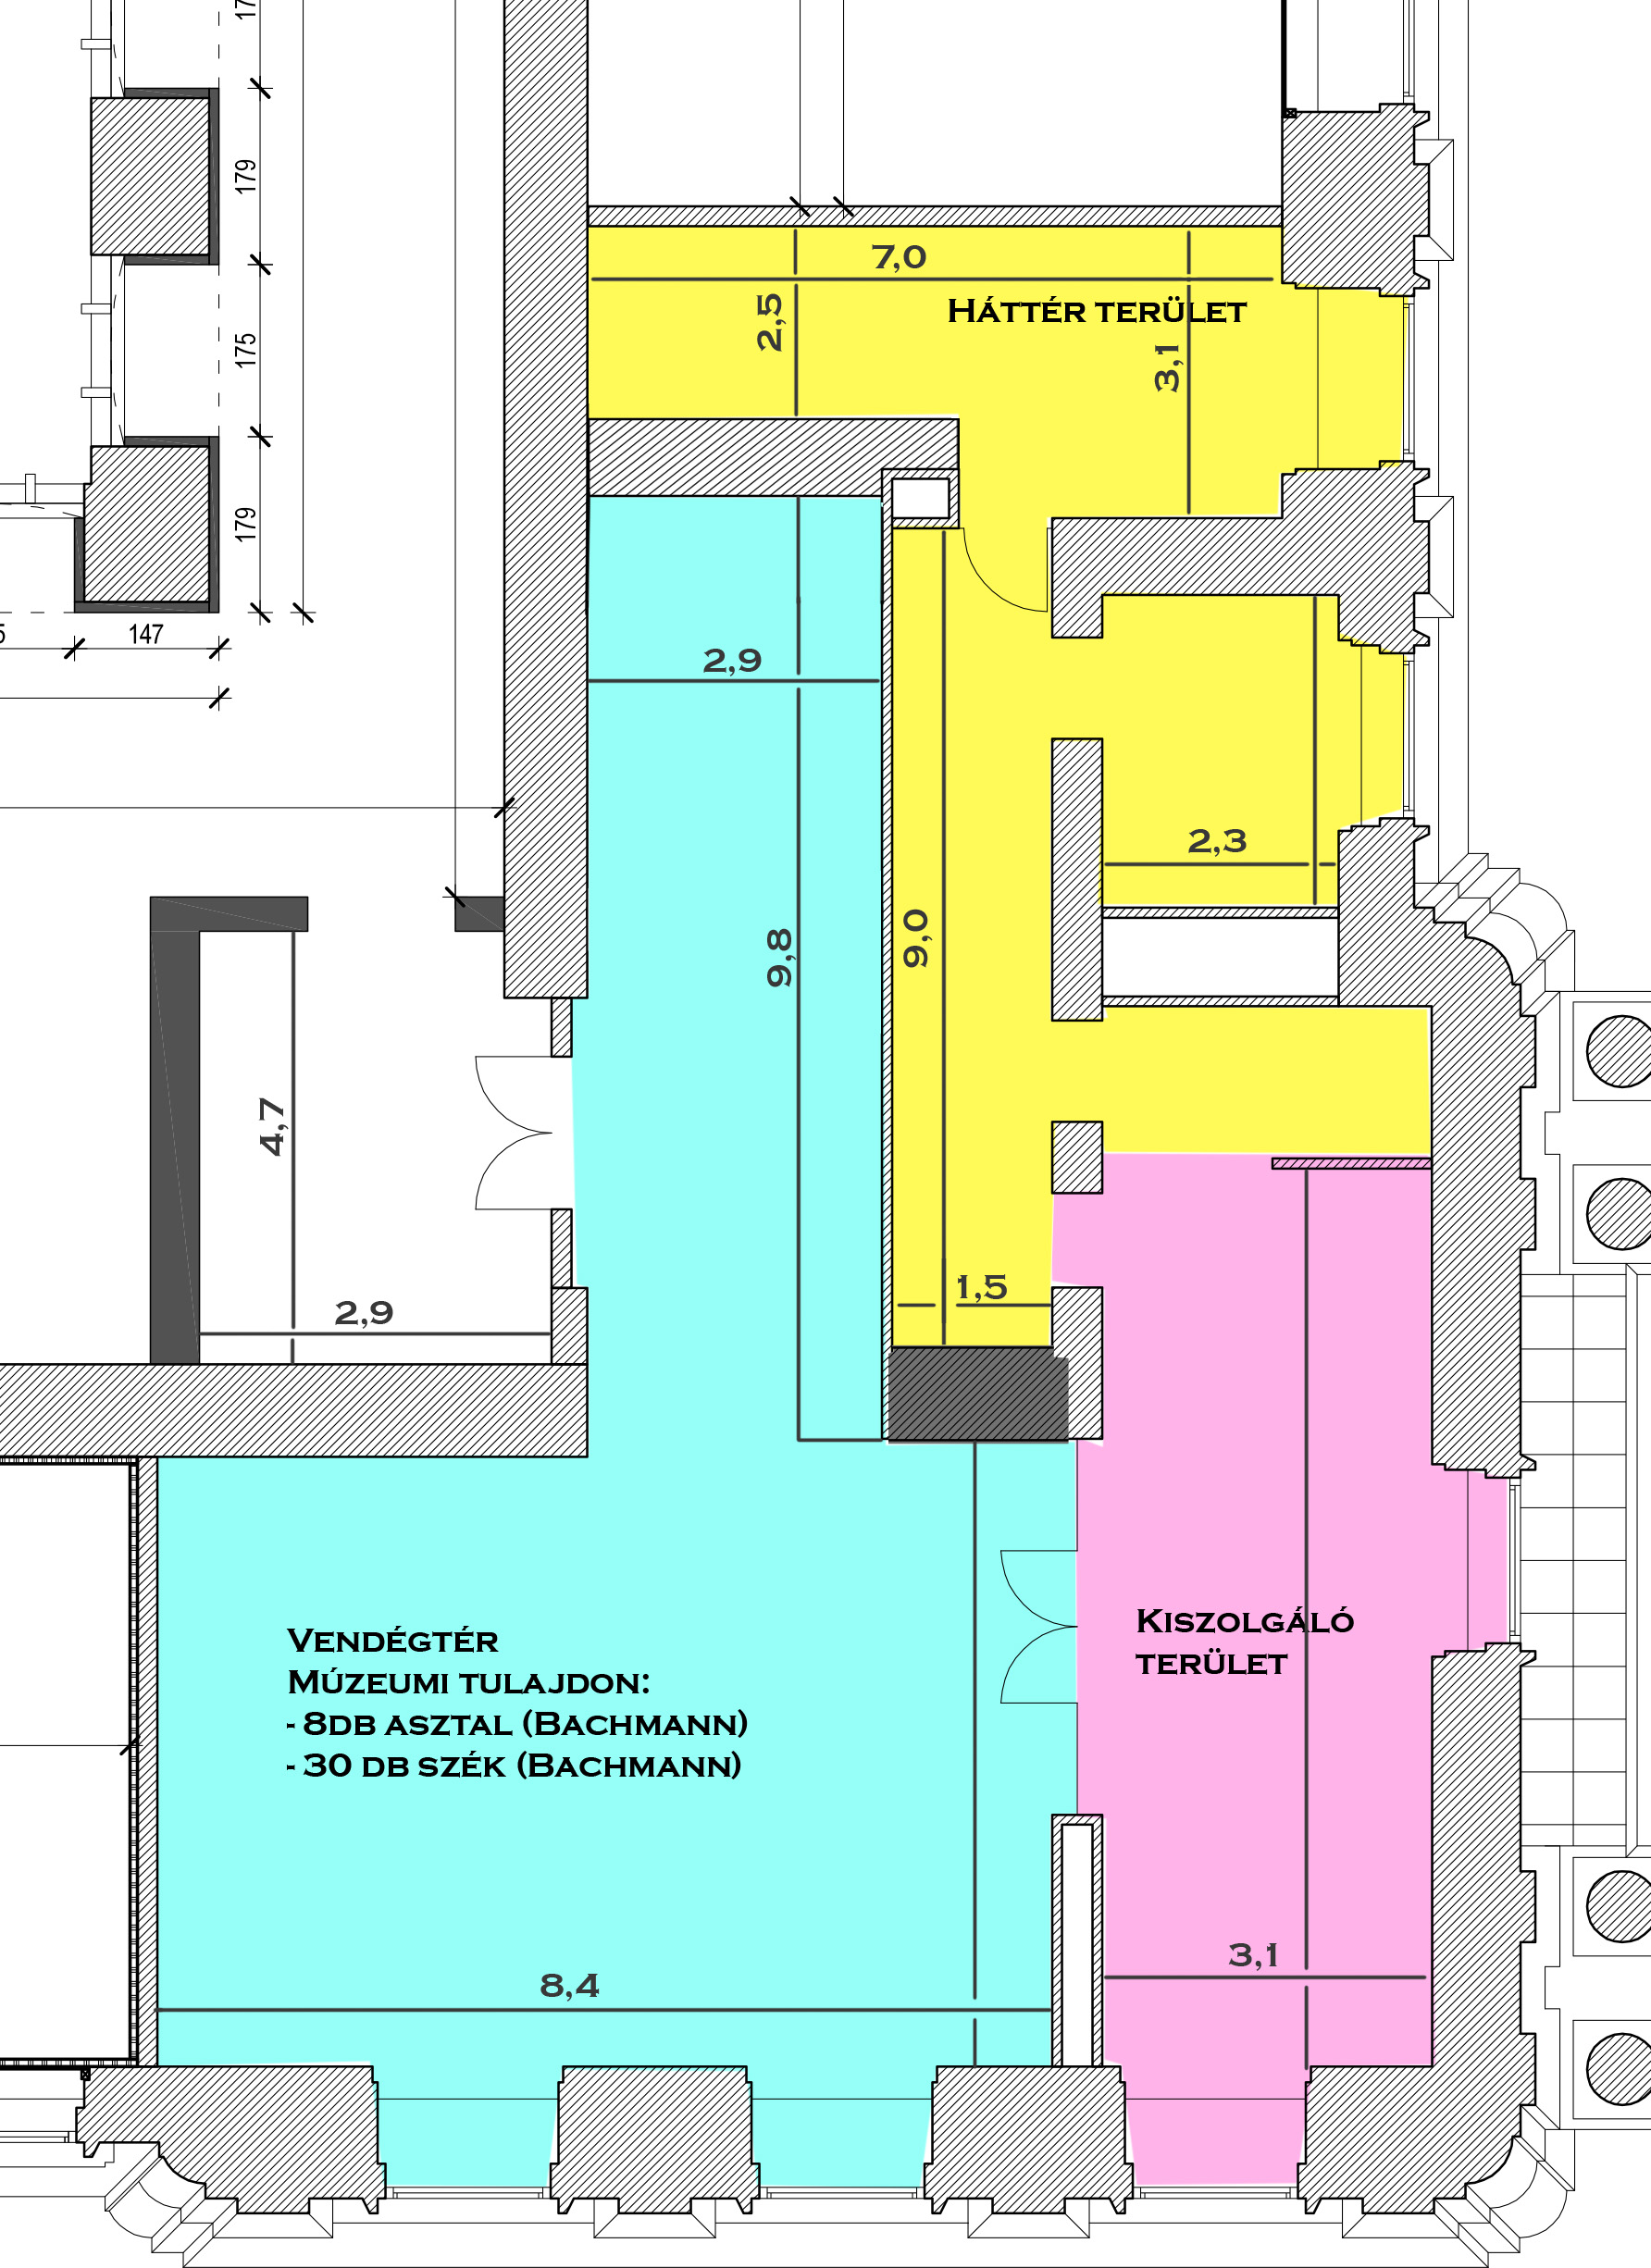 17
179
175
179
5
147
7,0
2,5
HÁTTÉR TERÜLET
3,1
2,9
2,3
9,8
9,0
4,7
2,9
1,5
VENDÉGTÉR
MÚZEUMI TULAJDON:
- 8DB ASZTAL (BACHMANN)
- 30 DB SZÉK (BACHMANN)
KISZOLGÁLÓ
TERÜLET
3,1
8,4